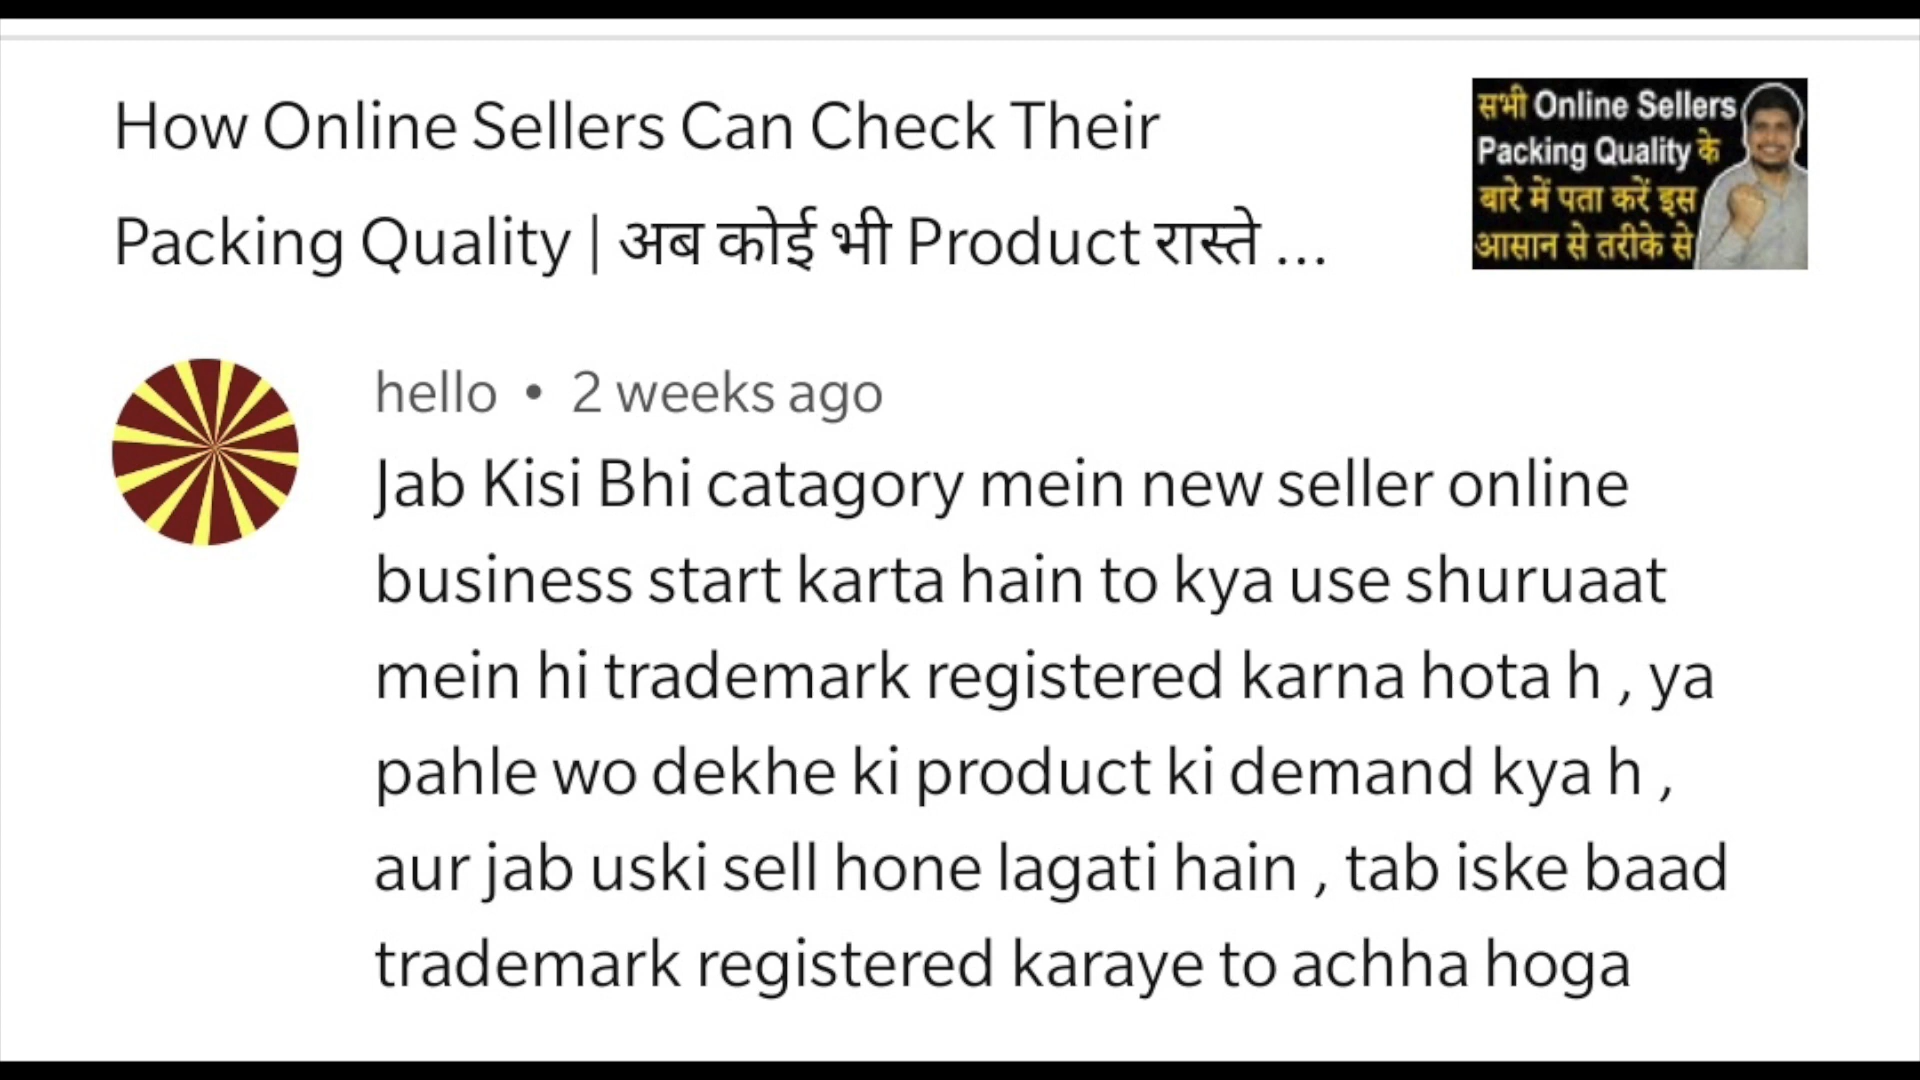 How Online Sellers Can Check Their
Packing Quality | अब कोई भी Product रास्ते ...
सभी Online Sellers
Packing Quality के
बारे में पता करें इस
आसान से तरीके से
hello • 2 weeks ago
Jab Kisi Bhi catagory mein new seller online
business start karta hain to kya use shuruaat
mein hi trademark registered karna hota h , ya
pahle wo dekhe ki product ki demand kya h ,
aur jab uski sell hone lagati hain , tab iske baad
trademark registered karaye to achha hoga